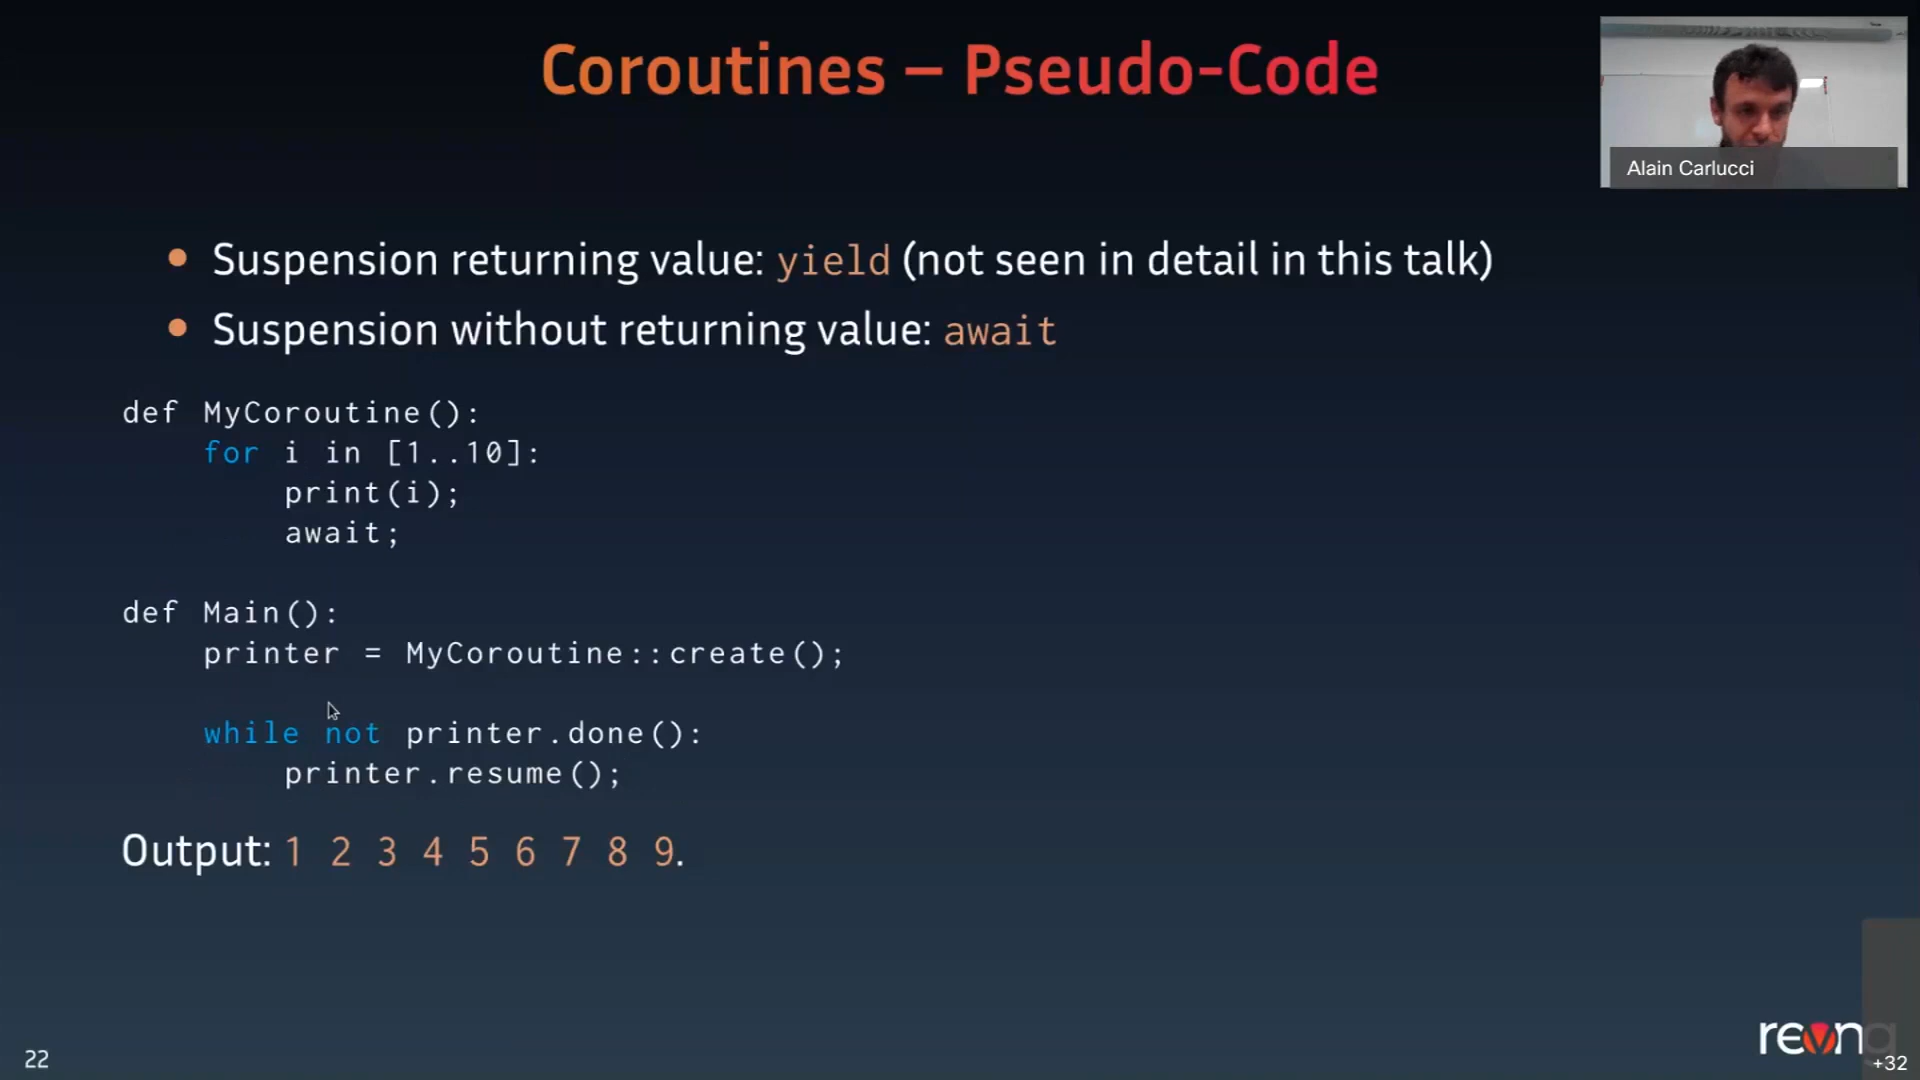 Coroutines – Pseudo-Code
Alain Carlucci
Suspension returning value: yield (not seen in detail in this talk)
Suspension without returning value: await
def MyCoroutine():
    for i in [1..10]:
        print(i);
        await;
def Main():
    printer = MyCoroutine::create();
    while not printer.done():
        printer.resume();
Output: 1 2 3 4 5 6 7 8 9.
revng
22
+32